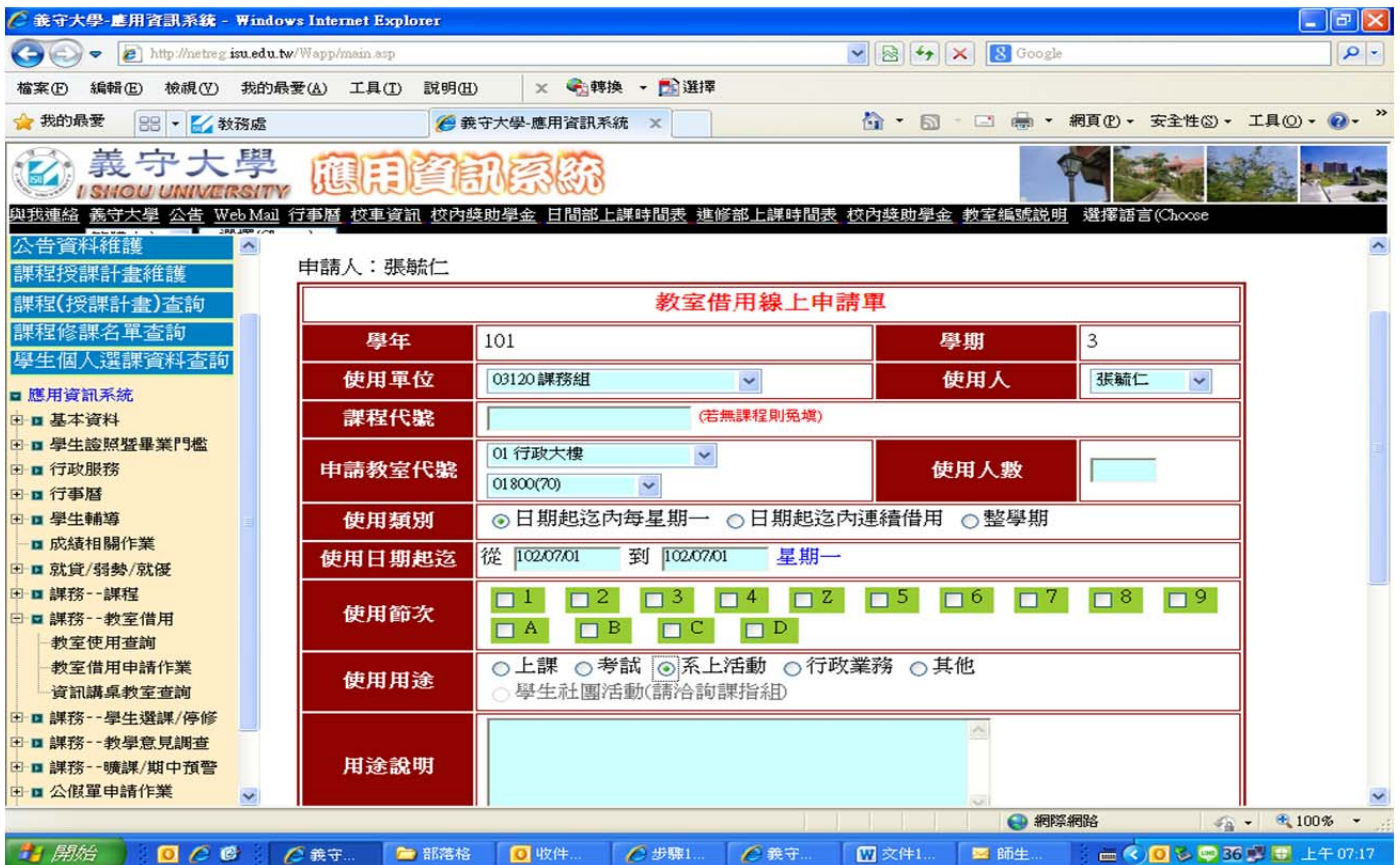 義守大學-應用資訊系統 - Windows Internet Explorer
http://netreg.isu.edu.tw/Wapp/main.asp
Google
檔案(F) 編輯(E) 檢視(V) 我的最愛(A) 工具(T) 說明(H) x 轉換 選擇
我的最愛 教務處 義守大學-應用資訊系統 x 網頁(P) 安全性(S) 工具(O) »
義守大學 應用資訊系統
I SHOU UNIVERSITY
與我連絡 義守大學 公告 Web Mail 行事曆 校車資訊 校內獎助學金 日間部上課時間表 進修部上課時間表 校內獎助學金 教室編號說明 選擇語言(Choose
公告資料維護
課程授課計畫維護
課程(授課計畫)查詢
課程修課名單查詢
學生個人選課資料查詢
應用資訊系統
基本資料
學生證照暨畢業門檻
行政服務
行事曆
學生輔導
成績相關作業
就貸/弱勢/就優
課務--課程
課務--教室借用
教室使用查詢
教室借用申請作業
資訊講桌教室查詢
課務--學生選課/停修
課務--教學意見調查
課務--曠課/期中預警
公假單申請作業
申請人：張毓仁
教室借用線上申請單
學年 101 學期 3
使用單位 03120 課務組 使用人 張毓仁
課程代號 (若無課程則免填)
申請教室代號 01 行政大樓 使用人數
01800(70)
使用類別 日期起迄內每星期一 日期起迄內連續借用 整學期
使用日期起迄 從 102/07/01 到 102/07/01 星期一
使用節次 1 2 3 4 Z 5 6 7 8 9
A B C D
使用用途 上課 考試 系上活動 行政業務 其他
學生社團活動(請洽詢課指組)
用途說明
網際網路 100%
開始 義守... 部落格 收件... 步驟1... 義守... 文件1... 師生... 36 上午 07:17